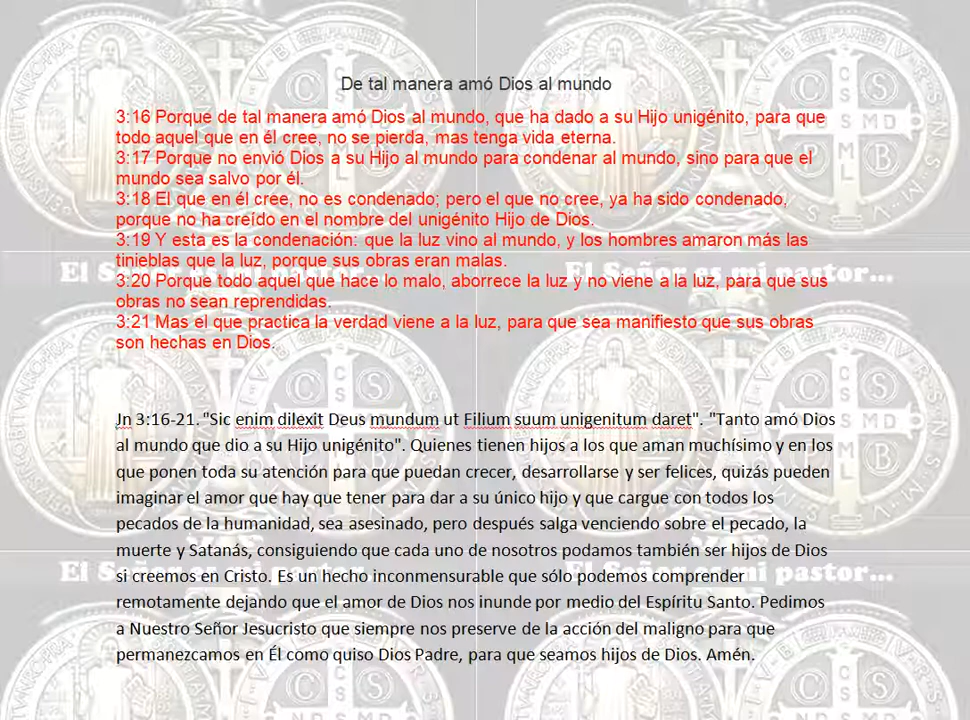 De tal manera amó Dios al mundo
3:16 Porque de tal manera amó Dios al mundo, que ha dado a su Hijo unigénito, para que
todo aquel que en él cree, no se pierda, mas tenga vida eterna.
3:17 Porque no envió Dios a su Hijo al mundo para condenar al mundo, sino para que el
mundo sea salvo por él.
3:18 El que en él cree, no es condenado; pero el que no cree, ya ha sido condenado,
porque no ha creído en el nombre del unigénito Hijo de Dios.
3:19 Y esta es la condenación: que la luz vino al mundo, y los hombres amaron más las
tinieblas que la luz, porque sus obras eran malas.
El Señor es mi pastor... El Señor es mi pastor...
3:20 Porque todo aquel que hace lo malo, aborrece la luz y no viene a la luz, para que sus
obras no sean reprendidas.
3:21 Mas el que practica la verdad viene a la luz, para que sea manifiesto que sus obras
son hechas en Dios.
Jn 3:16-21. "Sic enim dilexit Deus mundum ut Filium suum unigenitum daret". "Tanto amó Dios
al mundo que dio a su Hijo unigénito". Quienes tienen hijos a los que aman muchísimo y en los
que ponen toda su atención para que puedan crecer, desarrollarse y ser felices, quizás pueden
imaginar el amor que hay que tener para dar a su único hijo y que cargue con todos los
pecados de la humanidad, sea asesinado, pero después salga venciendo sobre el pecado, la
muerte y Satanás, consiguiendo que cada uno de nosotros podamos también ser hijos de Dios
si creemos en Cristo. Es un hecho inconmensurable que sólo podemos comprender
El Señor es mi pastor... El Señor es mi pastor...
remotamente dejando que el amor de Dios nos inunde por medio del Espíritu Santo. Pedimos
a Nuestro Señor Jesucristo que siempre nos preserve de la acción del maligno para que
permanezcamos en Él como quiso Dios Padre, para que seamos hijos de Dios. Amén.